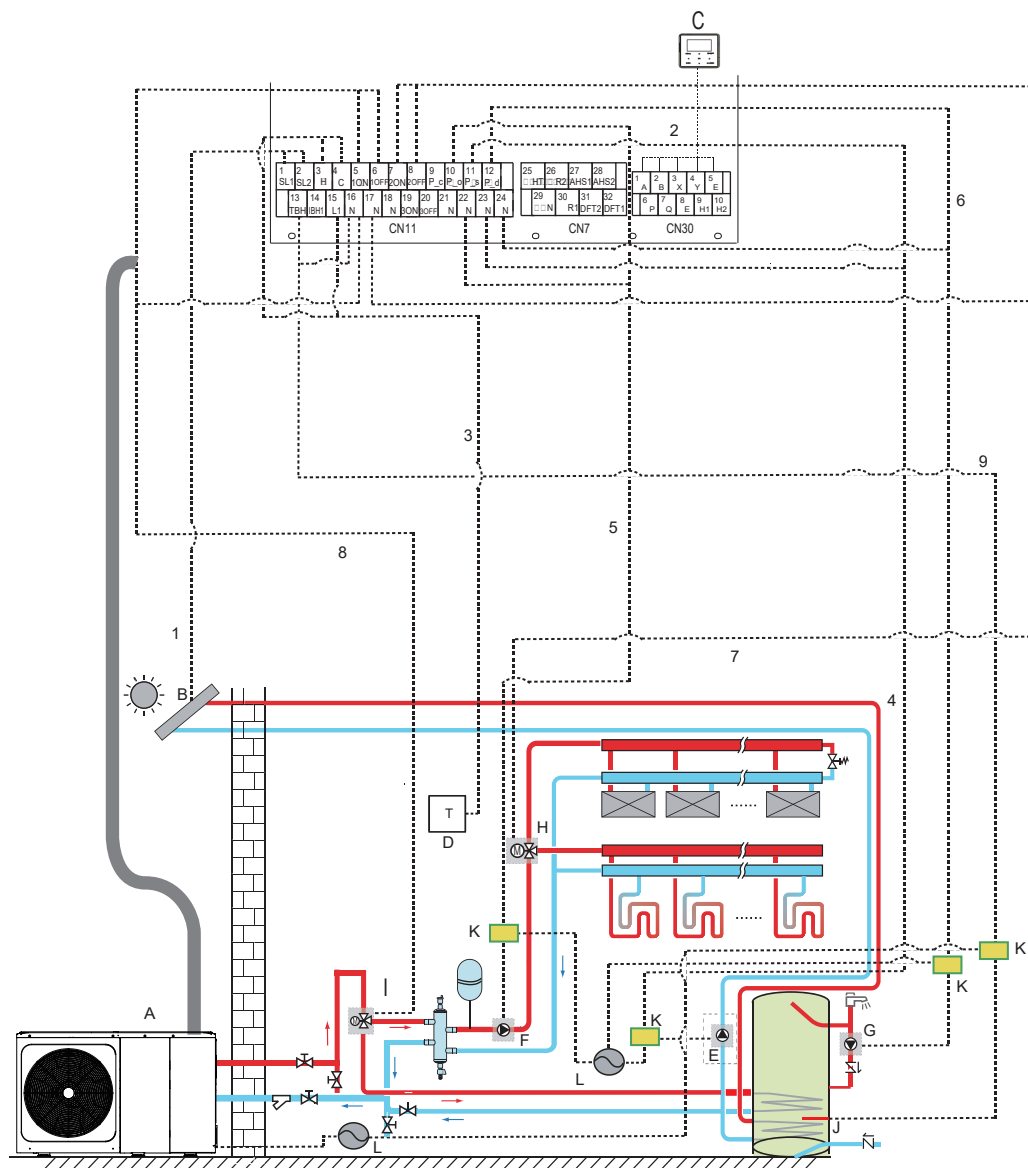 C
2
1 2 3 4 5 6 7 8 9 10 11 12
SL1 SL2 H C 1ON 1OFF 2ON 2OFF P_c P_o P_s P_d
25 26 27 28
□□HT □□R2 AHS1 AHS2
1 2 3 4 5
A B X Y E
13 14 15 16 17 18 19 20 21 22 23 24
TBH IBH1 L1 N N N 3ON 3OFF N N N N
29 30 31 32
□□N R1 DFT2 DFT1
6 7 8 9 10
P Q E H1 H2
CN11
CN7
CN30
6
3
9
5
8
1
7
B
4
T
D
H
M
K
K
K
I
A
M
F
K
E
G
L
J
L